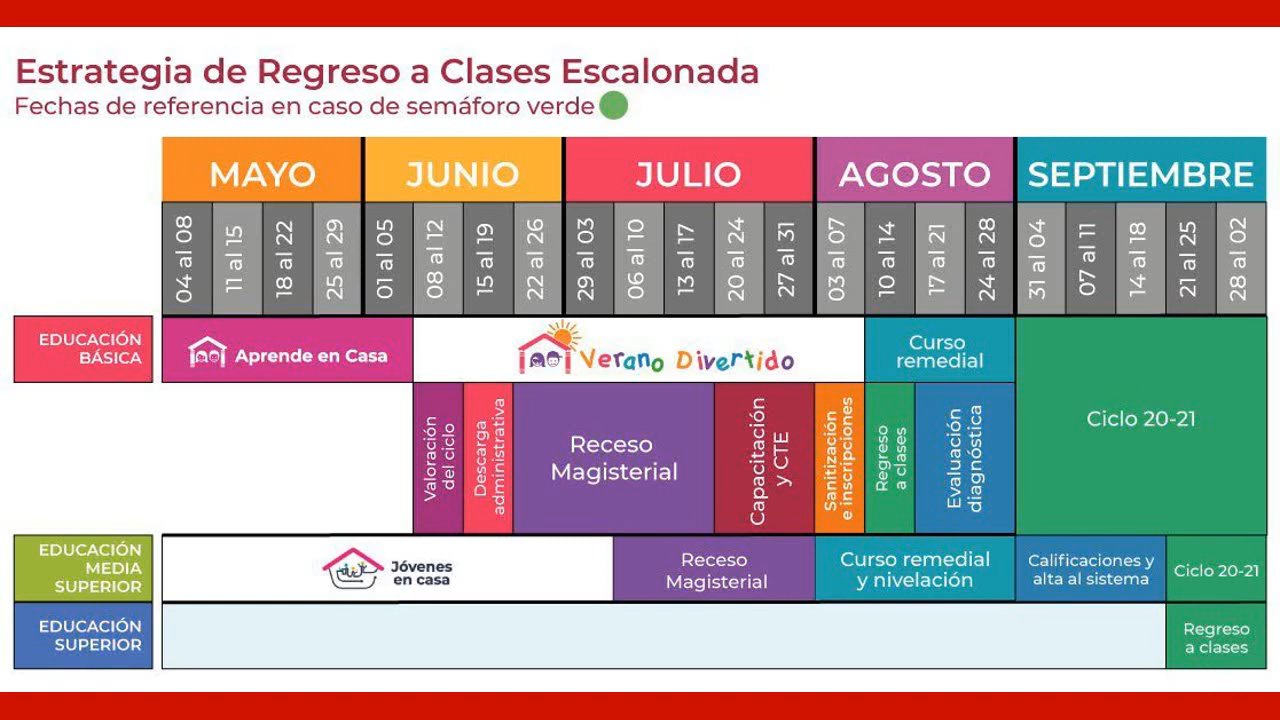 Estrategia de Regreso a Clases Escalonada
Fechas de referencia en caso de semáforo verde
MAYO
JUNIO
JULIO
AGOSTO
SEPTIEMBRE
04 al 08
11 al 15
18 al 22
25 al 29
01 al 05
08 al 12
15 al 19
22 al 26
29 al 03
06 al 10
13 al 17
20 al 24
27 al 31
03 al 07
10 al 14
17 al 21
24 al 28
31 al 04
07 al 11
14 al 18
21 al 25
28 al 02
EDUCACIÓN
BÁSICA
Aprende en Casa
Verano Divertido
Curso
remedial
Ciclo 20-21
Valoración
del ciclo
Descarga
administrativa
Receso
Magisterial
Capacitación
y CTE
Sanitización
e inscripciones
Regreso
a clases
Evaluación
diagnóstica
EDUCACIÓN
MEDIA
SUPERIOR
Jóvenes
en casa
Receso
Magisterial
Curso remedial
y nivelación
Calificaciones y
alta al sistema
Ciclo 20-21
EDUCACIÓN
SUPERIOR
Regreso
a clases